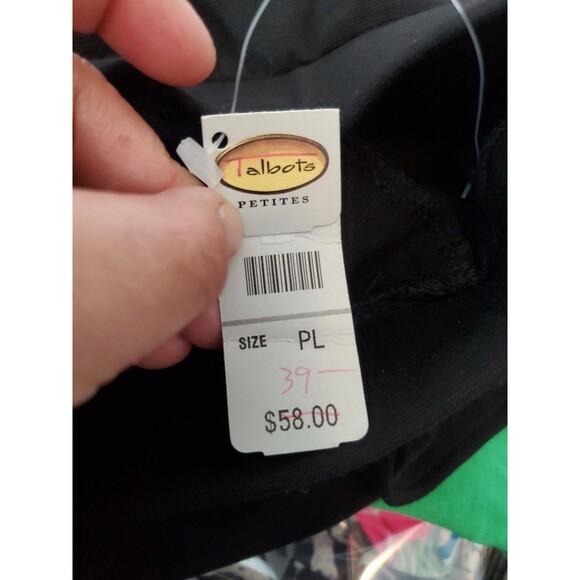 Talbots
PETITES
SIZE PL
39—
$58.00